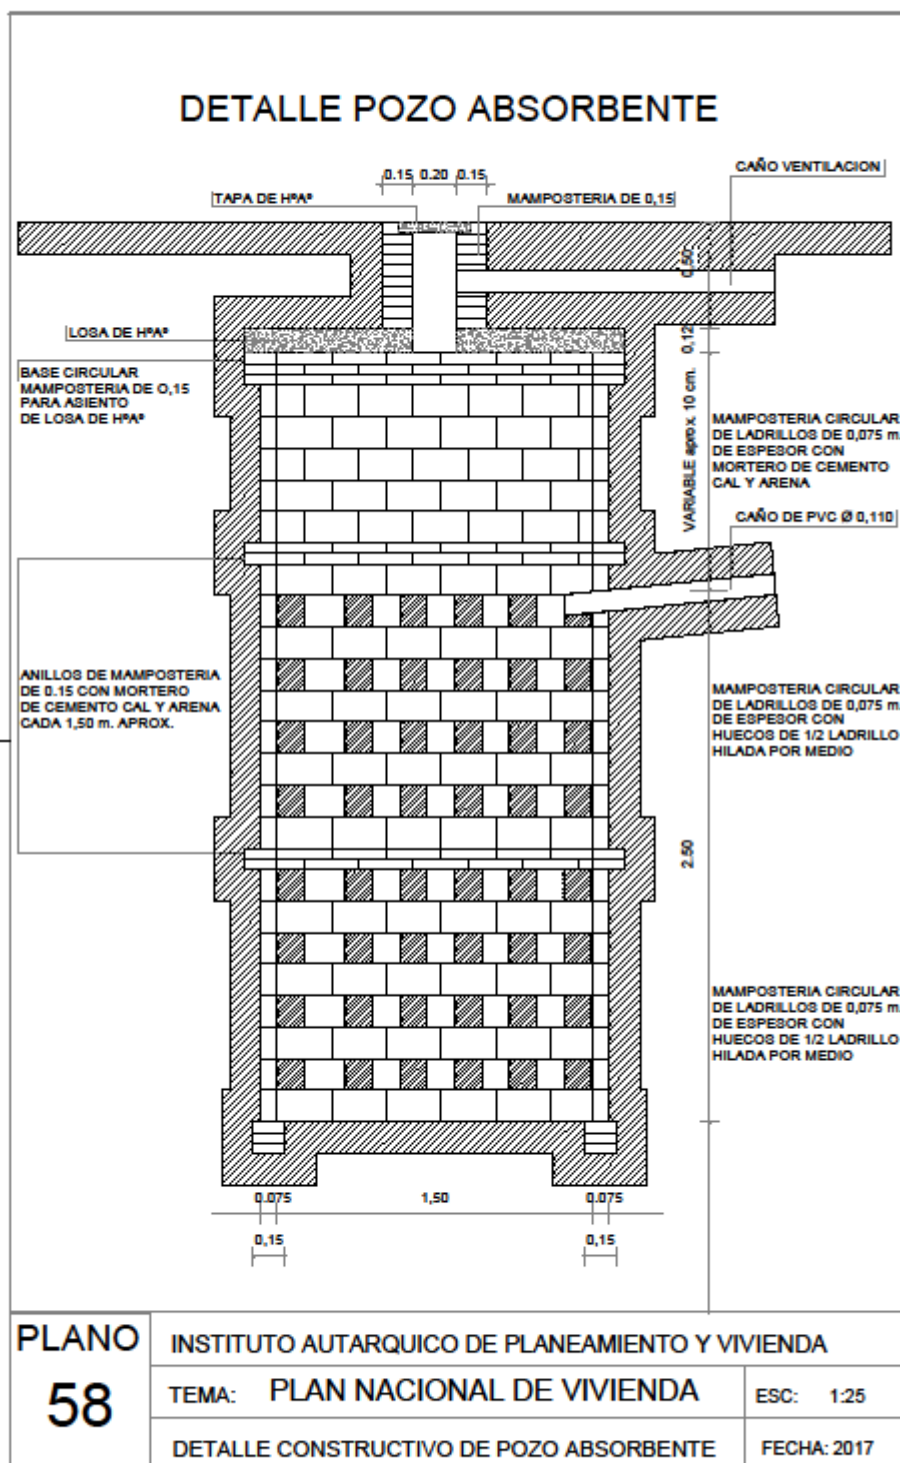 DETALLE POZO ABSORBENTE
0.15 0.20 0.15
CAÑO VENTILACION
TAPA DE HºAº
MAMPOSTERIA DE 0,15
0,50
LOSA DE HºAº
0,12
BASE CIRCULAR
MAMPOSTERIA DE O,15
PARA ASIENTO
DE LOSA DE HºAº
VARIABLE aprox. 10 cm.
MAMPOSTERIA CIRCULAR
DE LADRILLOS DE 0,075 m.
DE ESPESOR CON
MORTERO DE CEMENTO
CAL Y ARENA
CAÑO DE PVC Ø 0,110
ANILLOS DE MAMPOSTERIA
DE 0.15 CON MORTERO
DE CEMENTO CAL Y ARENA
CADA 1,50 m. APROX.
MAMPOSTERIA CIRCULAR
DE LADRILLOS DE 0,075 m.
DE ESPESOR CON
HUECOS DE 1/2 LADRILLO
HILADA POR MEDIO
2.50
MAMPOSTERIA CIRCULAR
DE LADRILLOS DE 0,075 m.
DE ESPESOR CON
HUECOS DE 1/2 LADRILLO
HILADA POR MEDIO
0.075 1,50 0.075
0,15 0,15
PLANO
58
INSTITUTO AUTARQUICO DE PLANEAMIENTO Y VIVIENDA
TEMA: PLAN NACIONAL DE VIVIENDA
ESC: 1:25
DETALLE CONSTRUCTIVO DE POZO ABSORBENTE
FECHA: 2017